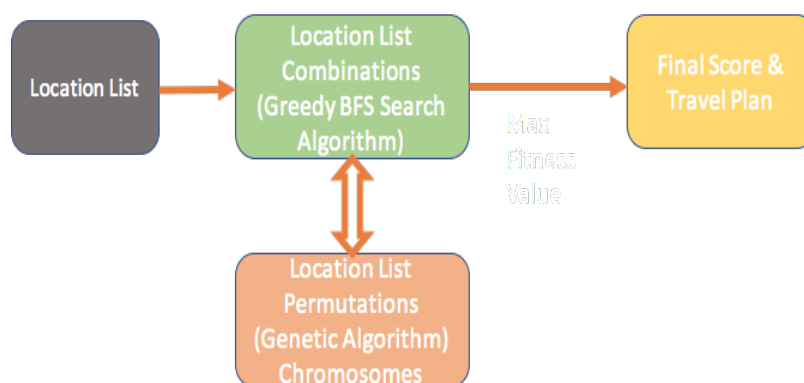 Location List
Location List
Combinations
(Greedy BFS Search
Algorithm)
Final Score &
Travel Plan
Max
Fitness
Value
Location List
Permutations
(Genetic Algorithm)
Chromosomes